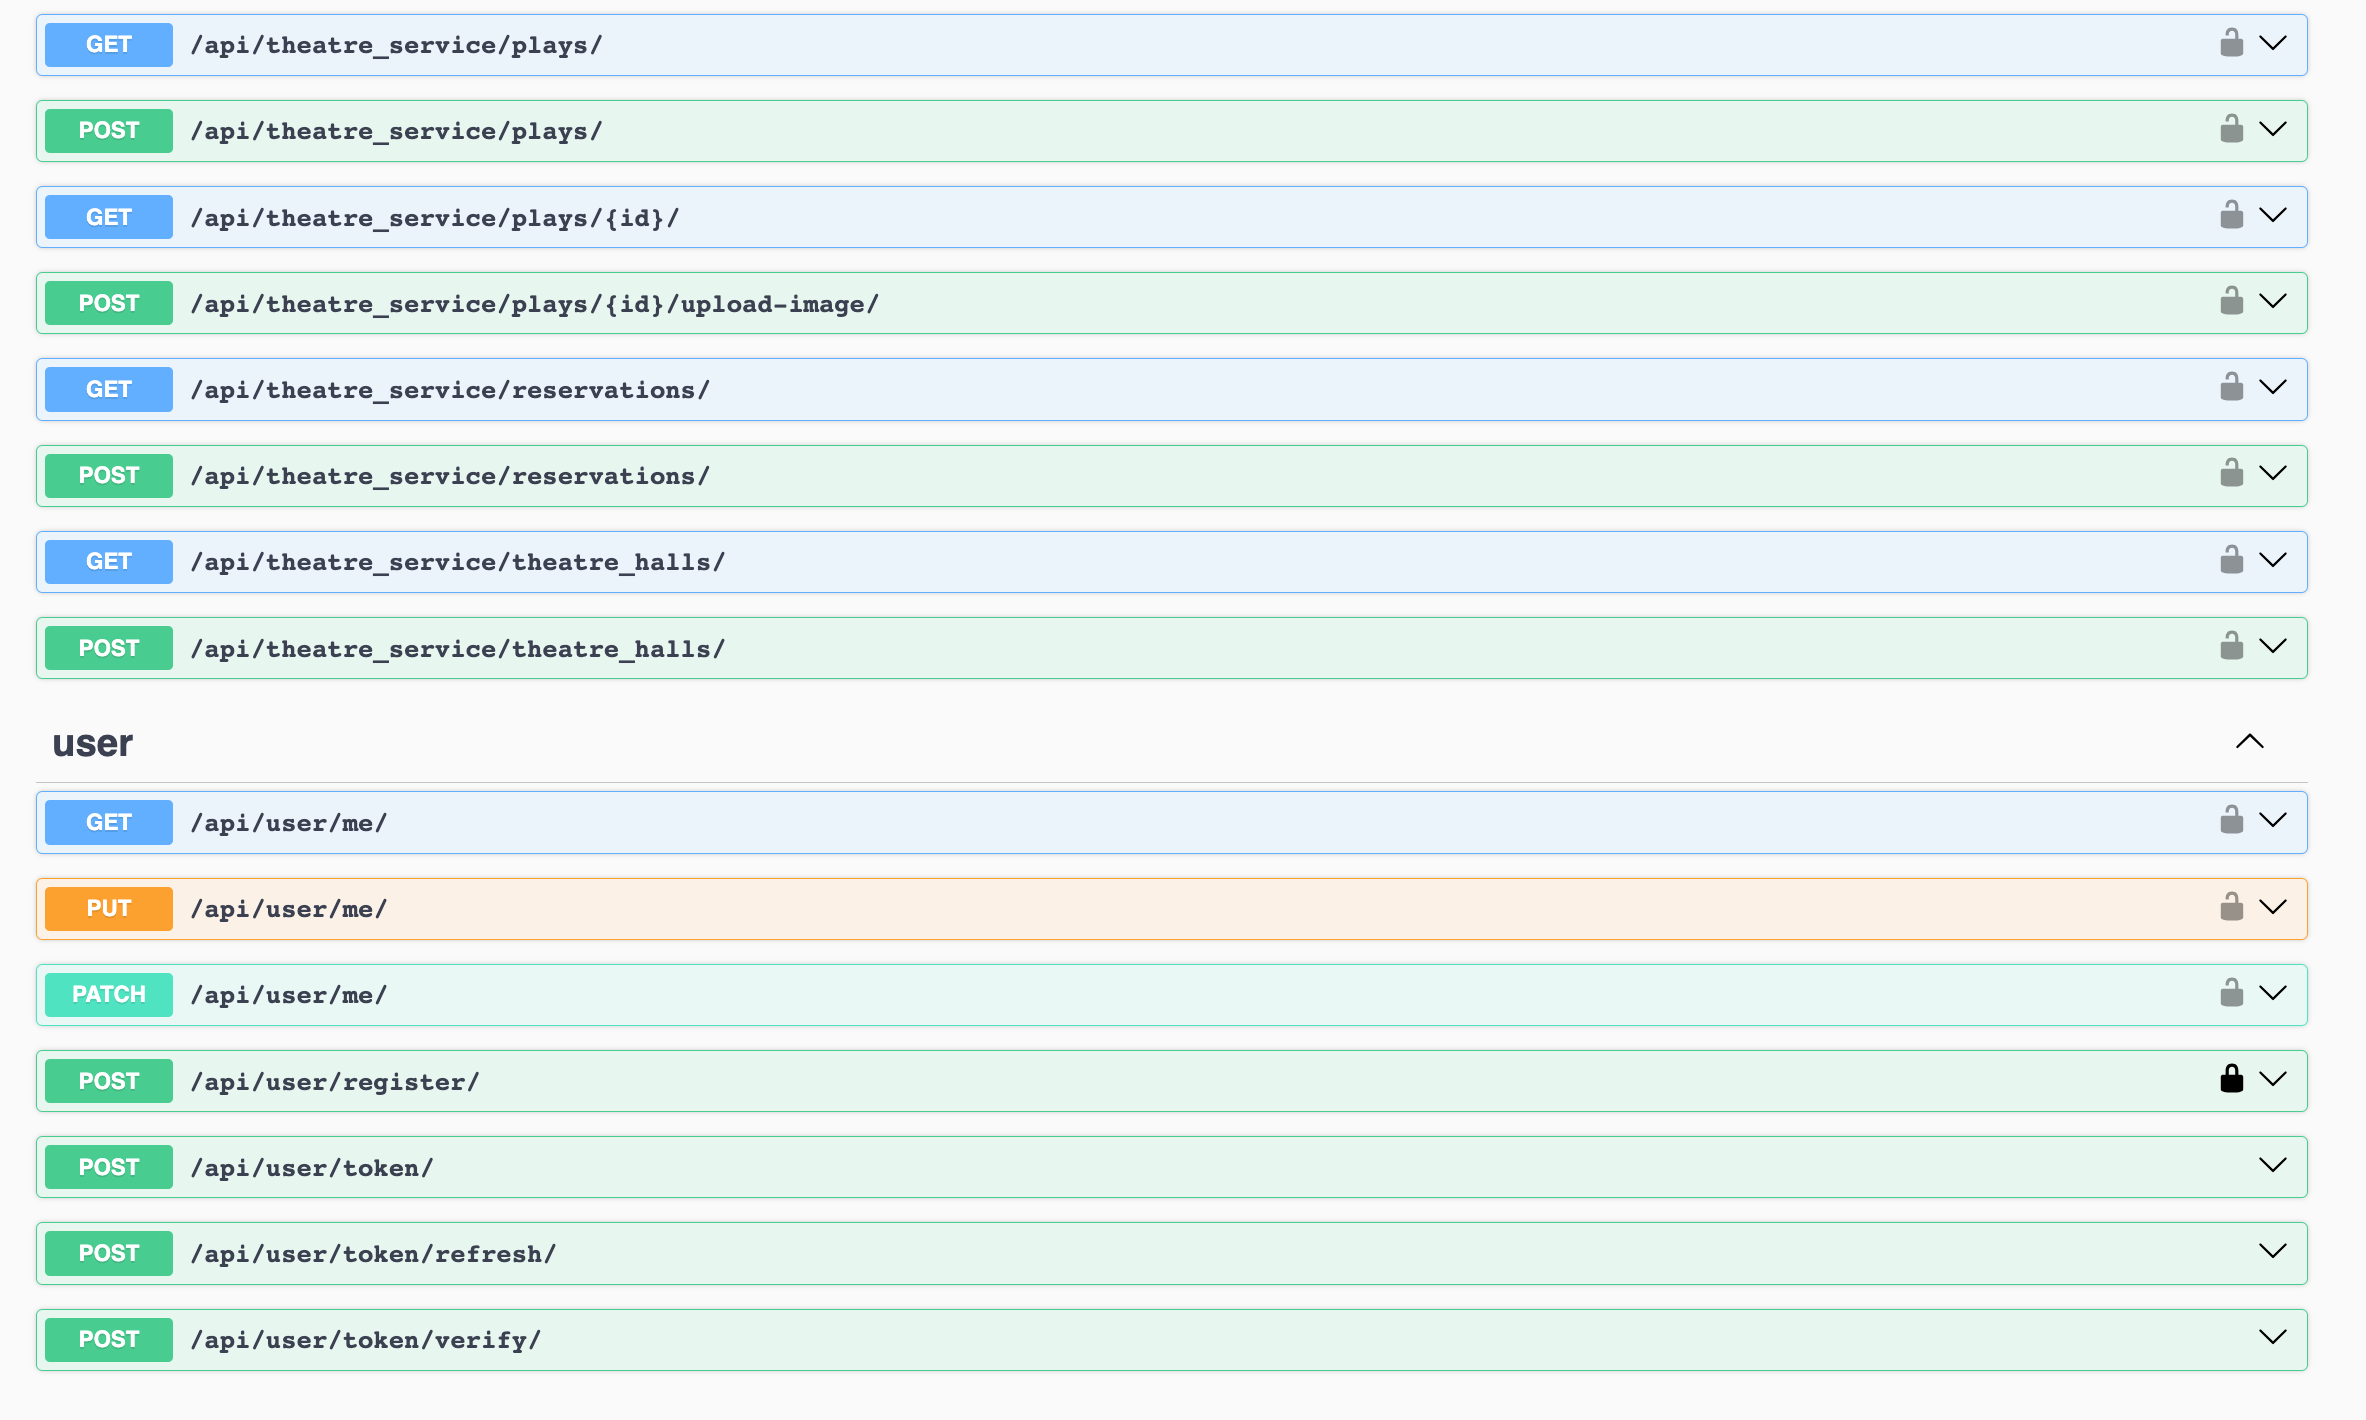 GET /api/theatre_service/plays/
POST /api/theatre_service/plays/
GET /api/theatre_service/plays/{id}/
POST /api/theatre_service/plays/{id}/upload-image/
GET /api/theatre_service/reservations/
POST /api/theatre_service/reservations/
GET /api/theatre_service/theatre_halls/
POST /api/theatre_service/theatre_halls/
user
GET /api/user/me/
PUT /api/user/me/
PATCH /api/user/me/
POST /api/user/register/
POST /api/user/token/
POST /api/user/token/refresh/
POST /api/user/token/verify/